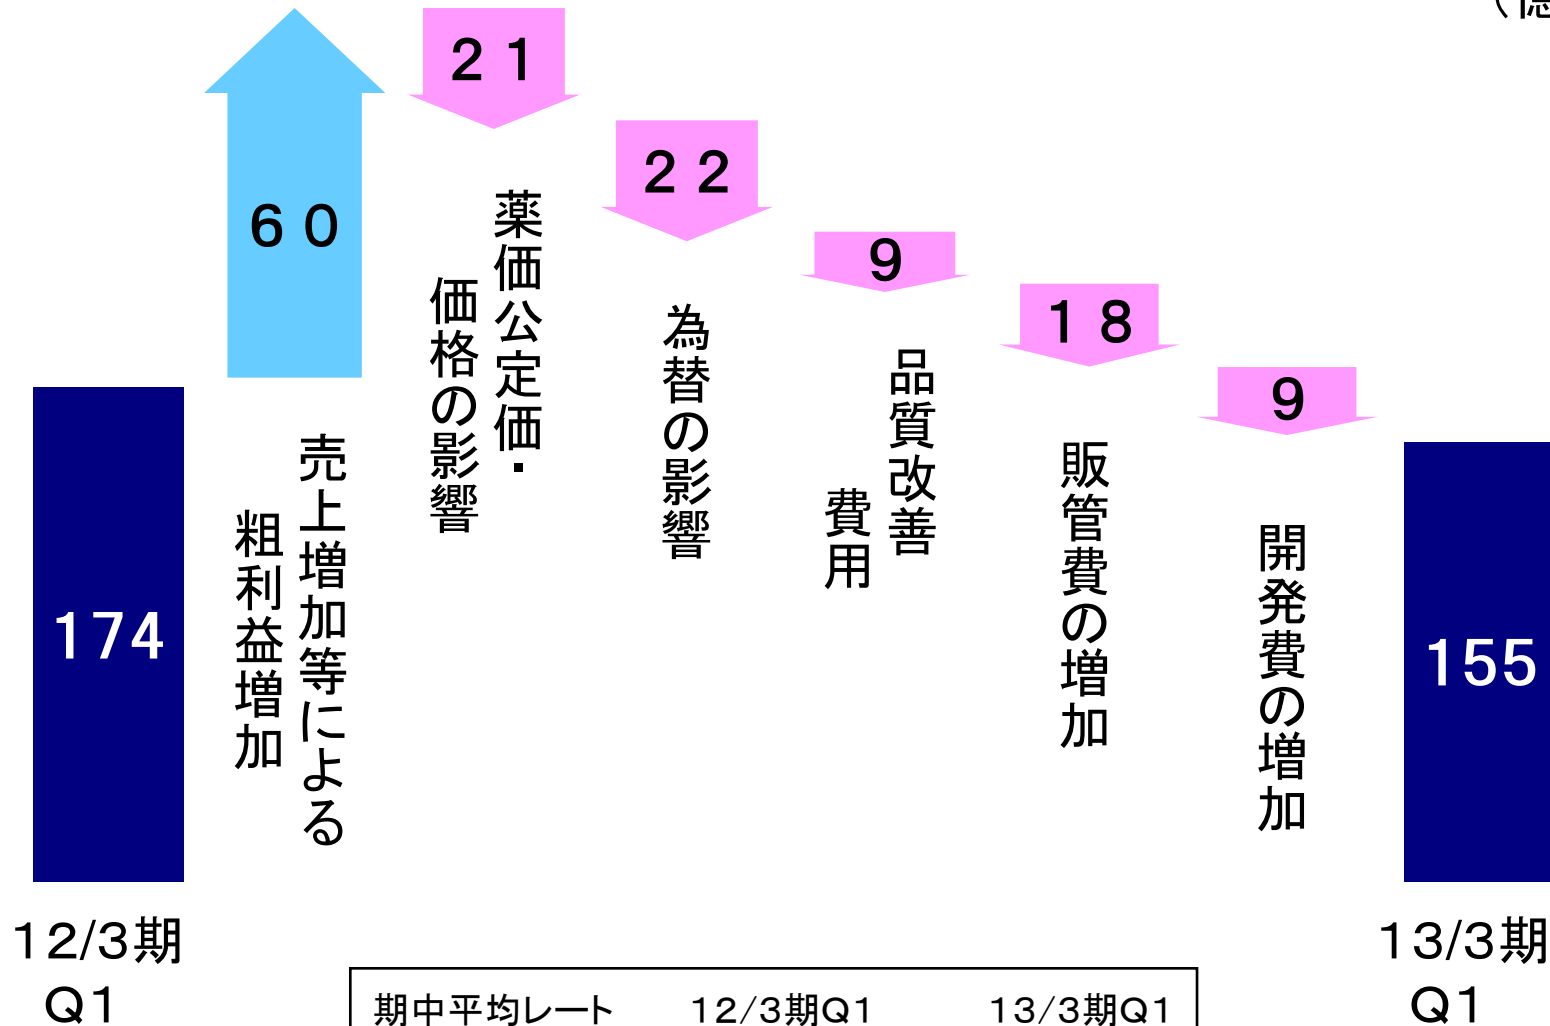 （億
６０
２１
２２
９
１８
９
薬価公定価・
価格の影響
為替の影響
品質改善
費用
販管費の増加
開発費の増加
売上増加等による
粗利益増加
174
155
１２/３期
Q１
１３/３期
Q１
期中平均レート １２/３期Q１ １３/３期Q１